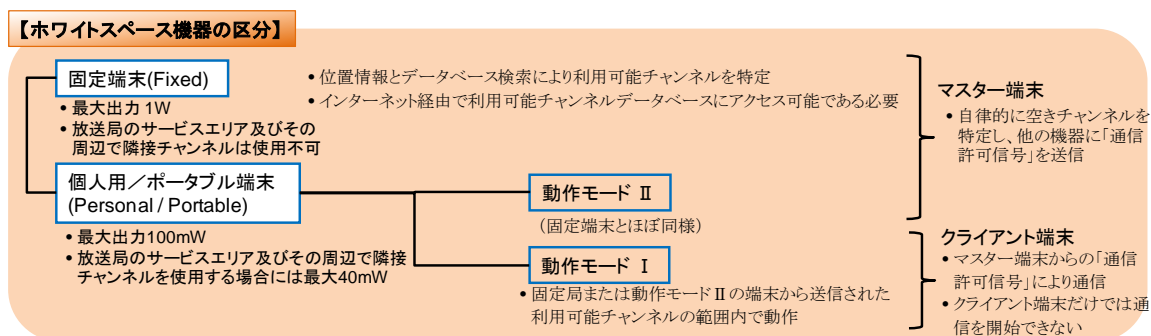 【ホワイトスペース機器の区分】
固定端末(Fixed)
• 最大出力 1W
• 放送局のサービスエリア及びその
周辺で隣接チャンネルは使用不可
• 位置情報とデータベース検索により利用可能チャンネルを特定
• インターネット経由で利用可能チャンネルデータベースにアクセス可能である必要
マスター端末
• 自律的に空きチャンネルを
特定し、他の機器に「通信
許可信号」を送信
個人用／ポータブル端末
(Personal / Portable)
• 最大出力100mW
• 放送局のサービスエリア及びその周辺で隣接
チャンネルを使用する場合には最大40mW
動作モード Ⅱ
（固定端末とほぼ同様）
動作モード Ⅰ
• 固定局または動作モードⅡの端末から送信された
利用可能チャンネルの範囲内で動作
クライアント端末
• マスター端末からの「通信
許可信号」により通信
• クライアント端末だけでは通
信を開始できない